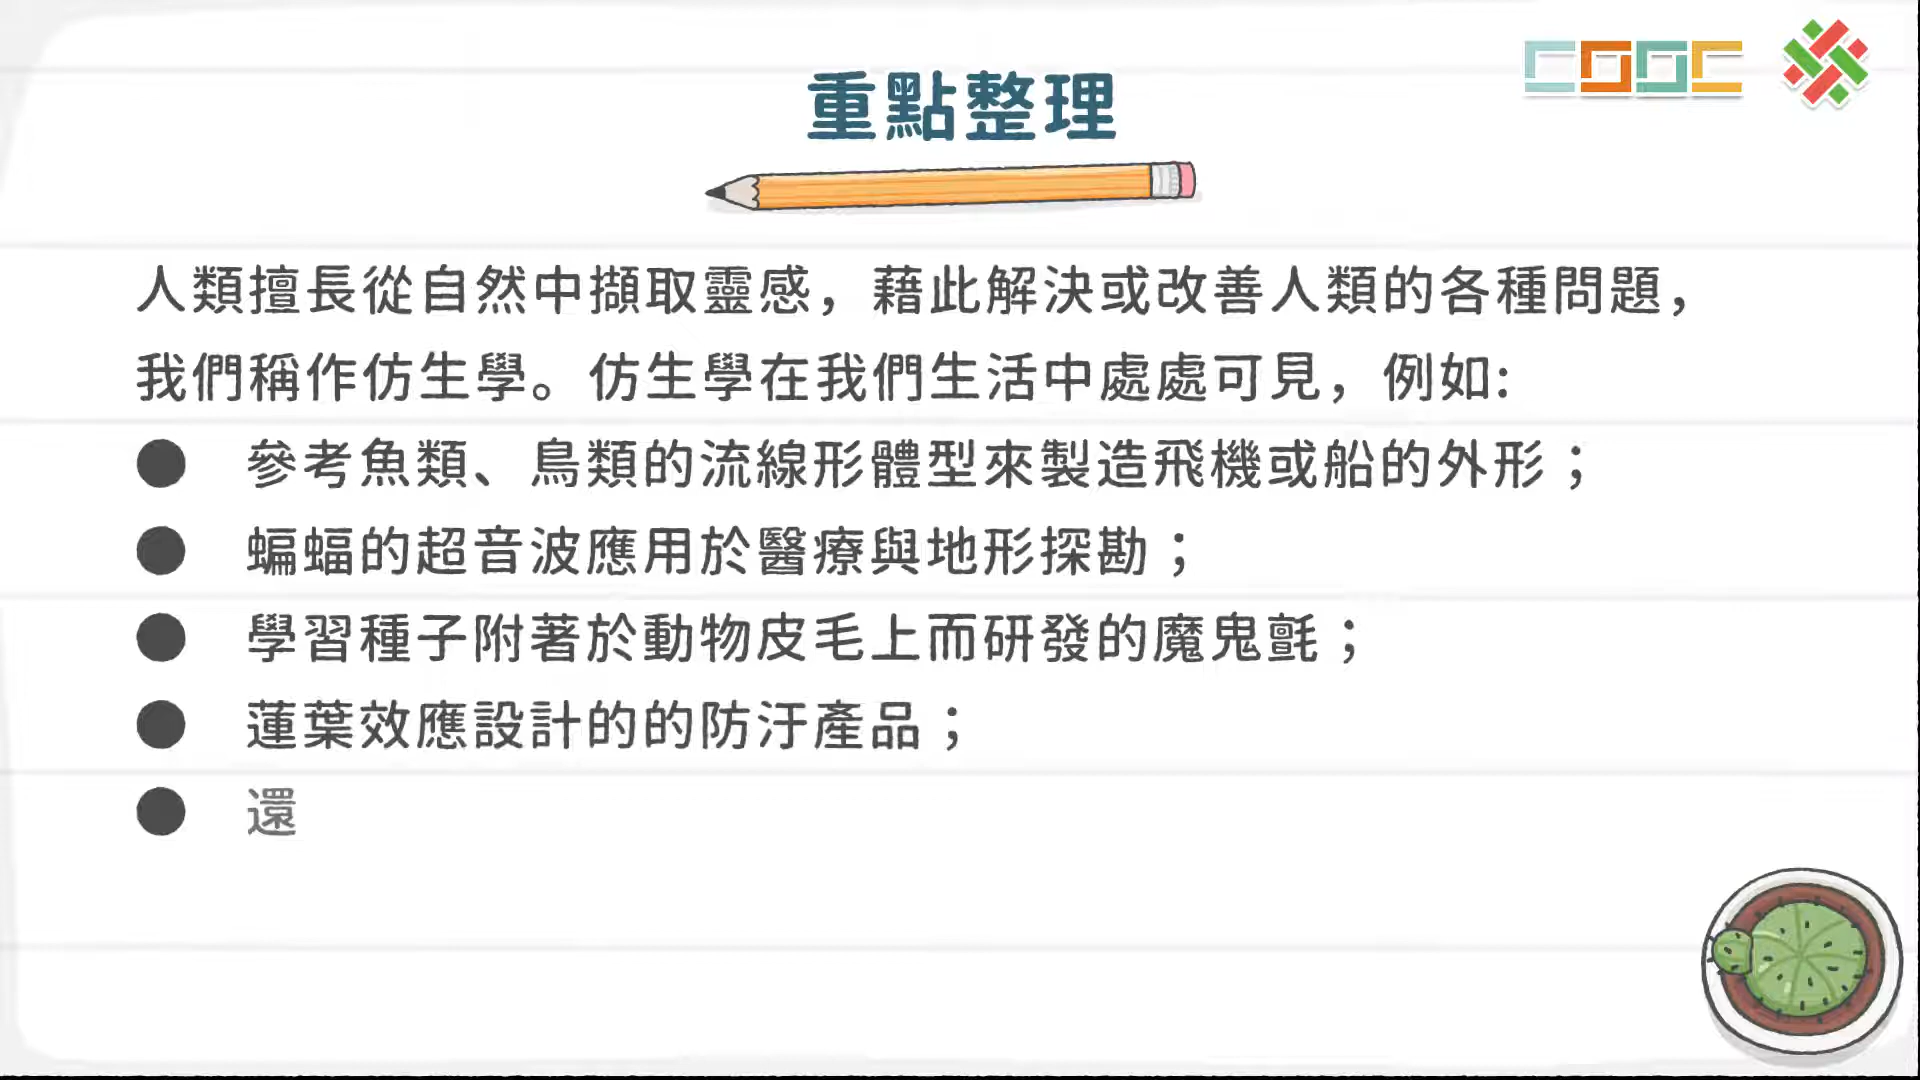 COOC
重點整理
人類擅長從自然中擷取靈感，藉此解決或改善人類的各種問題，
我們稱作仿生學。仿生學在我們生活中處處可見，例如:
● 參考魚類、鳥類的流線形體型來製造飛機或船的外形；
● 蝙蝠的超音波應用於醫療與地形探勘；
● 學習種子附著於動物皮毛上而研發的魔鬼氈；
● 蓮葉效應設計的的防汙產品；
● 還